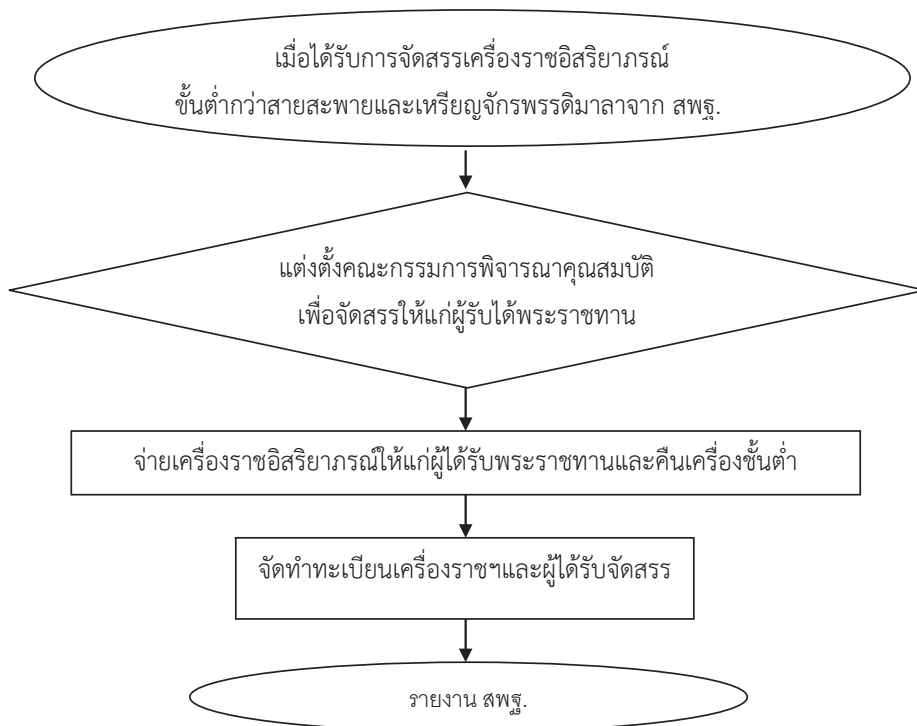 เมื่อได้รับการจัดสรรเครื่องราชอิสริยาภรณ์
ขั้นต่ำกว่าสายสะพายและเหรียญจักรพรรดิมาลาจาก สพฐ.
แต่งตั้งคณะกรรมการพิจารณาคุณสมบัติ
เพื่อจัดสรรให้แก่ผู้รับได้พระราชทาน
จ่ายเครื่องราชอิสริยาภรณ์ให้แก่ผู้ได้รับพระราชทานและคืนเครื่องชั้นต่ำ
จัดทำทะเบียนเครื่องราชฯและผู้ได้รับจัดสรร
รายงาน สพฐ.